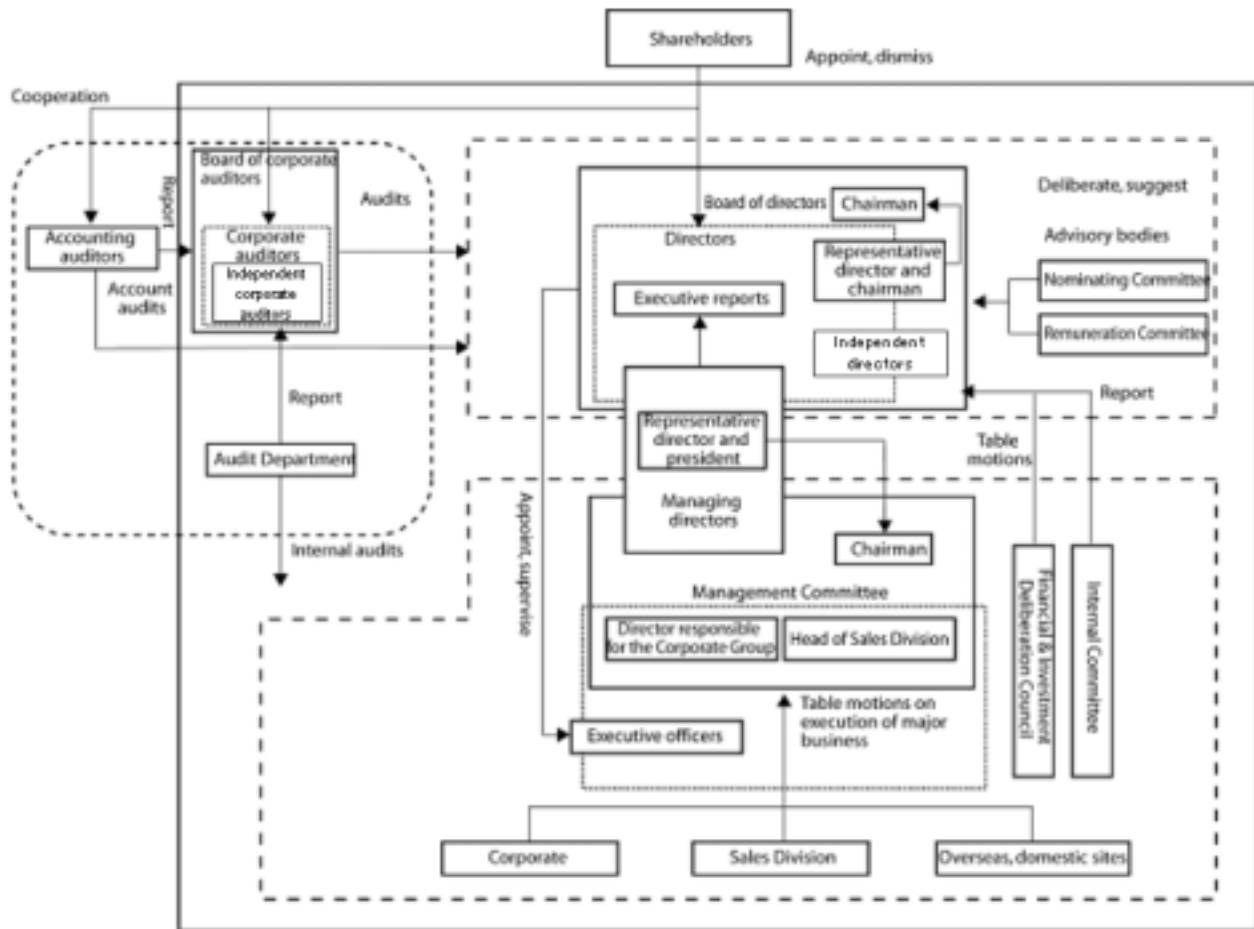 Shareholders
Appoint, dismiss
Cooperation
Board of corporate
auditors
Report
Audits
Accounting
auditors
Corporate
auditors
Independent
corporate
auditors
Account
audits
Report
Audit Department
Internal audits
Board of directors
Chairman
Directors
Representative
director and
chairman
Executive reports
Independent
directors
Deliberate, suggest
Advisory bodies
Nominating Committee
Remuneration Committee
Report
Table
motions
Representative
director and
president
Managing
directors
Chairman
Appoint, supervise
Management Committee
Director responsible
for the Corporate Group
Head of Sales Division
Financial & Investment
Deliberation Council
Internal Committee
Table motions on
execution of major
business
Executive officers
Corporate
Sales Division
Overseas, domestic sites